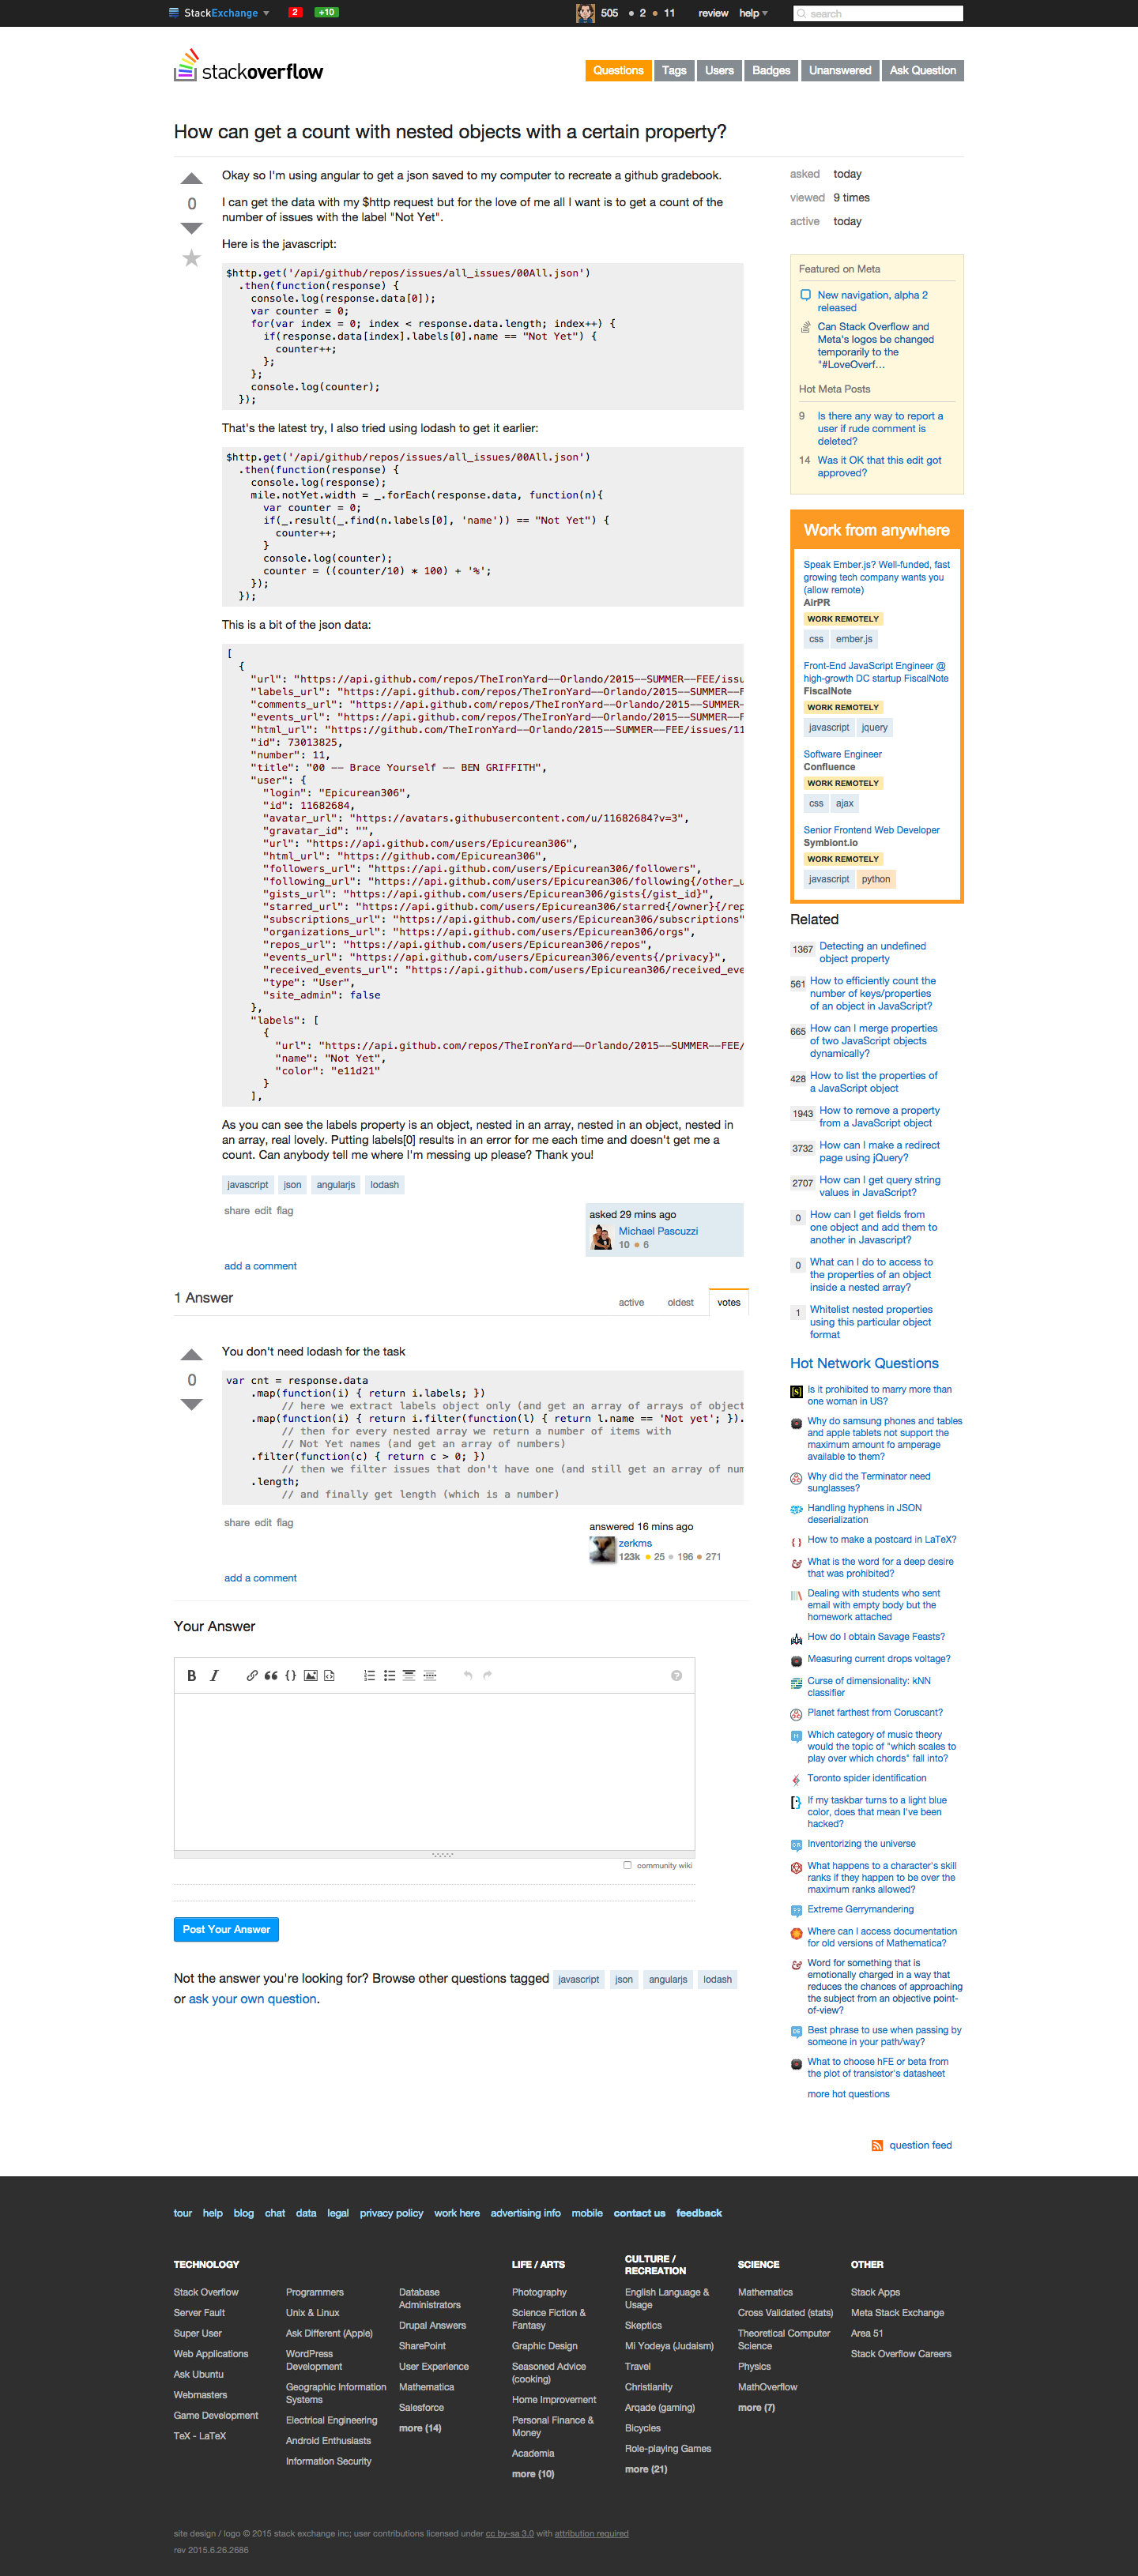 StackExchange 2 +10 505 2 11 review help search
stackoverflow
Questions Tags Users Badges Unanswered Ask Question
How can get a count with nested objects with a certain property?
0
Okay so I'm using angular to get a json saved to my computer to recreate a github gradebook.
I can get the data with my $http request but for the love of me all I want is to get a count of the
number of issues with the label "Not Yet".
Here is the javascript:
$http.get('/api/github/repos/issues/all_issues/00All.json')
.then(function(response) {
console.log(response.data[0]);
var counter = 0;
for(var index = 0; index < response.data.length; index++) {
if(response.data[index].labels[0].name == "Not Yet") {
counter++;
};
};
console.log(counter);
});
That's the latest try, I also tried using lodash to get it earlier:
$http.get('/api/github/repos/issues/all_issues/00All.json')
.then(function(response) {
console.log(response);
mile.notYet.width = _.forEach(response.data, function(n){
var counter = 0;
if(_.result(_.find(n.labels[0], 'name')) == "Not Yet") {
counter++;
}
console.log(counter);
counter = ((counter/10) * 100) + '%';
});
});
This is a bit of the json data:
[
{
"url": "https://api.github.com/repos/TheIronYard--Orlando/2015--SUMMER--FEE/issu
"labels_url": "https://api.github.com/repos/TheIronYard--Orlando/2015--SUMMER--F
"comments_url": "https://api.github.com/repos/TheIronYard--Orlando/2015--SUMMER-
"events_url": "https://api.github.com/repos/TheIronYard--Orlando/2015--SUMMER--F
"html_url": "https://github.com/TheIronYard--Orlando/2015--SUMMER--FEE/issues/11
"id": 73013825,
"number": 11,
"title": "00 -- Brace Yourself -- BEN GRIFFITH",
"user": {
"login": "Epicurean306",
"id": 11682684,
"avatar_url": "https://avatars.githubusercontent.com/u/11682684?v=3",
"gravatar_id": "",
"url": "https://api.github.com/users/Epicurean306",
"html_url": "https://github.com/Epicurean306",
"followers_url": "https://api.github.com/users/Epicurean306/followers",
"following_url": "https://api.github.com/users/Epicurean306/following{/other_u
"gists_url": "https://api.github.com/users/Epicurean306/gists{/gist_id}",
"starred_url": "https://api.github.com/users/Epicurean306/starred{/owner}{/rep
"subscriptions_url": "https://api.github.com/users/Epicurean306/subscriptions"
"organizations_url": "https://api.github.com/users/Epicurean306/orgs",
"repos_url": "https://api.github.com/users/Epicurean306/repos",
"events_url": "https://api.github.com/users/Epicurean306/events{/privacy}",
"received_events_url": "https://api.github.com/users/Epicurean306/received_eve
"type": "User",
"site_admin": false
},
"labels": [
{
"url": "https://api.github.com/repos/TheIronYard--Orlando/2015--SUMMER--FEE/
"name": "Not Yet",
"color": "e11d21"
}
],
As you can see the labels property is an object, nested in an array, nested in an object, nested in
an array, real lovely. Putting labels[0] results in an error for me each time and doesn't get me a
count. Can anybody tell me where I'm messing up please? Thank you!
javascript json angularjs lodash
share edit flag
asked 29 mins ago
Michael Pascuzzi
10 6
add a comment
1 Answer
active oldest votes
0
You don't need lodash for the task
var cnt = response.data
.map(function(i) { return i.labels; })
// here we extract labels object only (and get an array of arrays of object
.map(function(i) { return i.filter(function(l) { return l.name == 'Not yet'; }).
// then for every nested array we return a number of items with
// Not Yet names (and get an array of numbers)
.filter(function(c) { return c > 0; })
// then we filter issues that don't have one (and still get an array of num
.length;
// and finally get length (which is a number)
share edit flag
answered 16 mins ago
zerkms
123k 25 196 271
add a comment
Your Answer
B I
community wiki
Post Your Answer
Not the answer you're looking for? Browse other questions tagged javascript json angularjs lodash
or ask your own question.
asked today
viewed 9 times
active today
Featured on Meta
New navigation, alpha 2
released
Can Stack Overflow and
Meta's logos be changed
temporarily to the
"#LoveOverf…
Hot Meta Posts
9 Is there any way to report a
user if rude comment is
deleted?
14 Was it OK that this edit got
approved?
Work from anywhere
Speak Ember.js? Well-funded, fast
growing tech company wants you
(allow remote)
AirPR
WORK REMOTELY
css ember.js
Front-End JavaScript Engineer @
high-growth DC startup FiscalNote
FiscalNote
WORK REMOTELY
javascript jquery
Software Engineer
Confluence
WORK REMOTELY
css ajax
Senior Frontend Web Developer
Symbiont.io
WORK REMOTELY
javascript python
Related
1367 Detecting an undefined
object property
561 How to efficiently count the
number of keys/properties
of an object in JavaScript?
665 How can I merge properties
of two JavaScript objects
dynamically?
428 How to list the properties of
a JavaScript object
1943 How to remove a property
from a JavaScript object
3732 How can I make a redirect
page using jQuery?
2707 How can I get query string
values in JavaScript?
0 How can I get fields from
one object and add them to
another in Javascript?
0 What can I do to access to
the properties of an object
inside a nested array?
1 Whitelist nested properties
using this particular object
format
Hot Network Questions
Is it prohibited to marry more than
one woman in US?
Why do samsung phones and tables
and apple tablets not support the
maximum amount fo amperage
available to them?
Why did the Terminator need
sunglasses?
Handling hyphens in JSON
deserialization
How to make a postcard in LaTeX?
What is the word for a deep desire
that was prohibited?
Dealing with students who sent
email with empty body but the
homework attached
How do I obtain Savage Feasts?
Measuring current drops voltage?
Curse of dimensionality: kNN
classifier
Planet farthest from Coruscant?
Which category of music theory
would the topic of "which scales to
play over which chords" fall into?
Toronto spider identification
If my taskbar turns to a light blue
color, does that mean I've been
hacked?
Inventorizing the universe
What happens to a character's skill
ranks if they happen to be over the
maximum ranks allowed?
Extreme Gerrymandering
Where can I access documentation
for old versions of Mathematica?
Word for something that is
emotionally charged in a way that
reduces the chances of approaching
the subject from an objective point-
of-view?
Best phrase to use when passing by
someone in your path/way?
What to choose hFE or beta from
the plot of transistor's datasheet
more hot questions
question feed
tour help blog chat data legal privacy policy work here advertising info mobile contact us feedback
TECHNOLOGY
Stack Overflow
Server Fault
Super User
Web Applications
Ask Ubuntu
Webmasters
Game Development
TeX - LaTeX
Programmers
Unix & Linux
Ask Different (Apple)
WordPress
Development
Geographic Information
Systems
Electrical Engineering
Android Enthusiasts
Information Security
Database
Administrators
Drupal Answers
SharePoint
User Experience
Mathematica
Salesforce
more (14)
LIFE / ARTS
Photography
Science Fiction &
Fantasy
Graphic Design
Seasoned Advice
(cooking)
Home Improvement
Personal Finance &
Money
Academia
more (10)
CULTURE /
RECREATION
English Language &
Usage
Skeptics
Mi Yodeya (Judaism)
Travel
Christianity
Arqade (gaming)
Bicycles
Role-playing Games
more (21)
SCIENCE
Mathematics
Cross Validated (stats)
Theoretical Computer
Science
Physics
MathOverflow
more (7)
OTHER
Stack Apps
Meta Stack Exchange
Area 51
Stack Overflow Careers
site design / logo © 2015 stack exchange inc; user contributions licensed under cc by-sa 3.0 with attribution required
rev 2015.6.26.2686